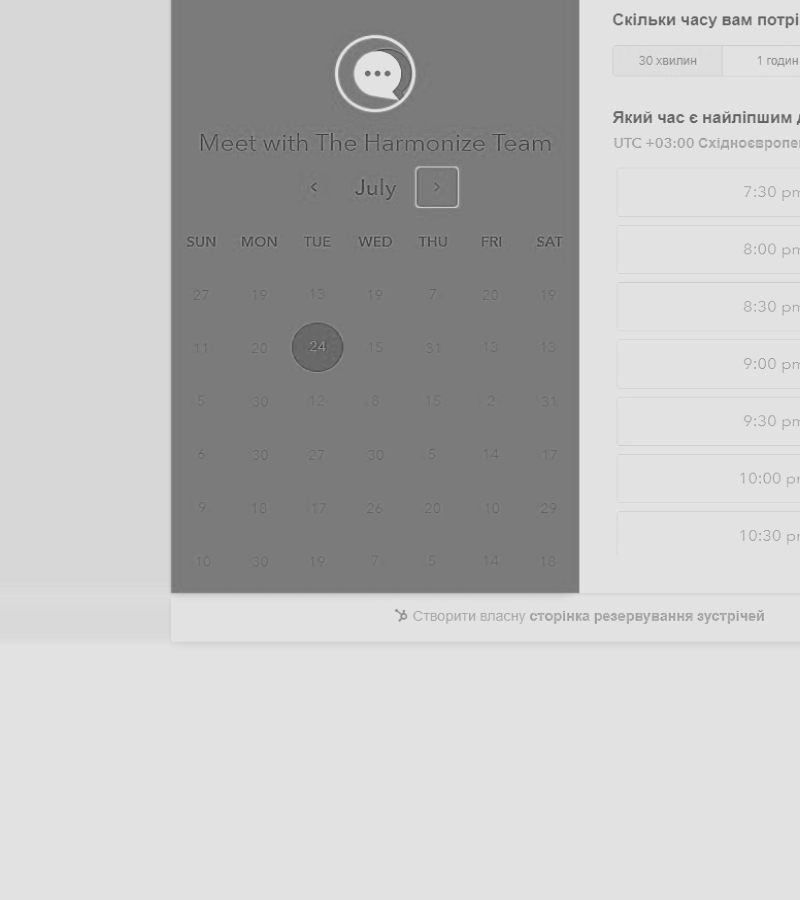 Meet with The Harmonize Team
July
SUN MON TUE WED THU FRI SAT
27 19 13 19 7 20 19
11 20 24 15 31 13 13
5 30 12 8 15 2 31
6 30 27 30 5 14 17
9 18 17 26 20 10 29
10 30 19 7 5 14 18
Скільки часу вам потрі
30 хвилин 1 годин
Який час є найліпшим д
UTC +03:00 Східноєвропе
7:30 pm
8:00 pm
8:30 pm
9:00 pm
9:30 pm
10:00 pm
10:30 pm
Створити власну сторінка резервування зустрічей